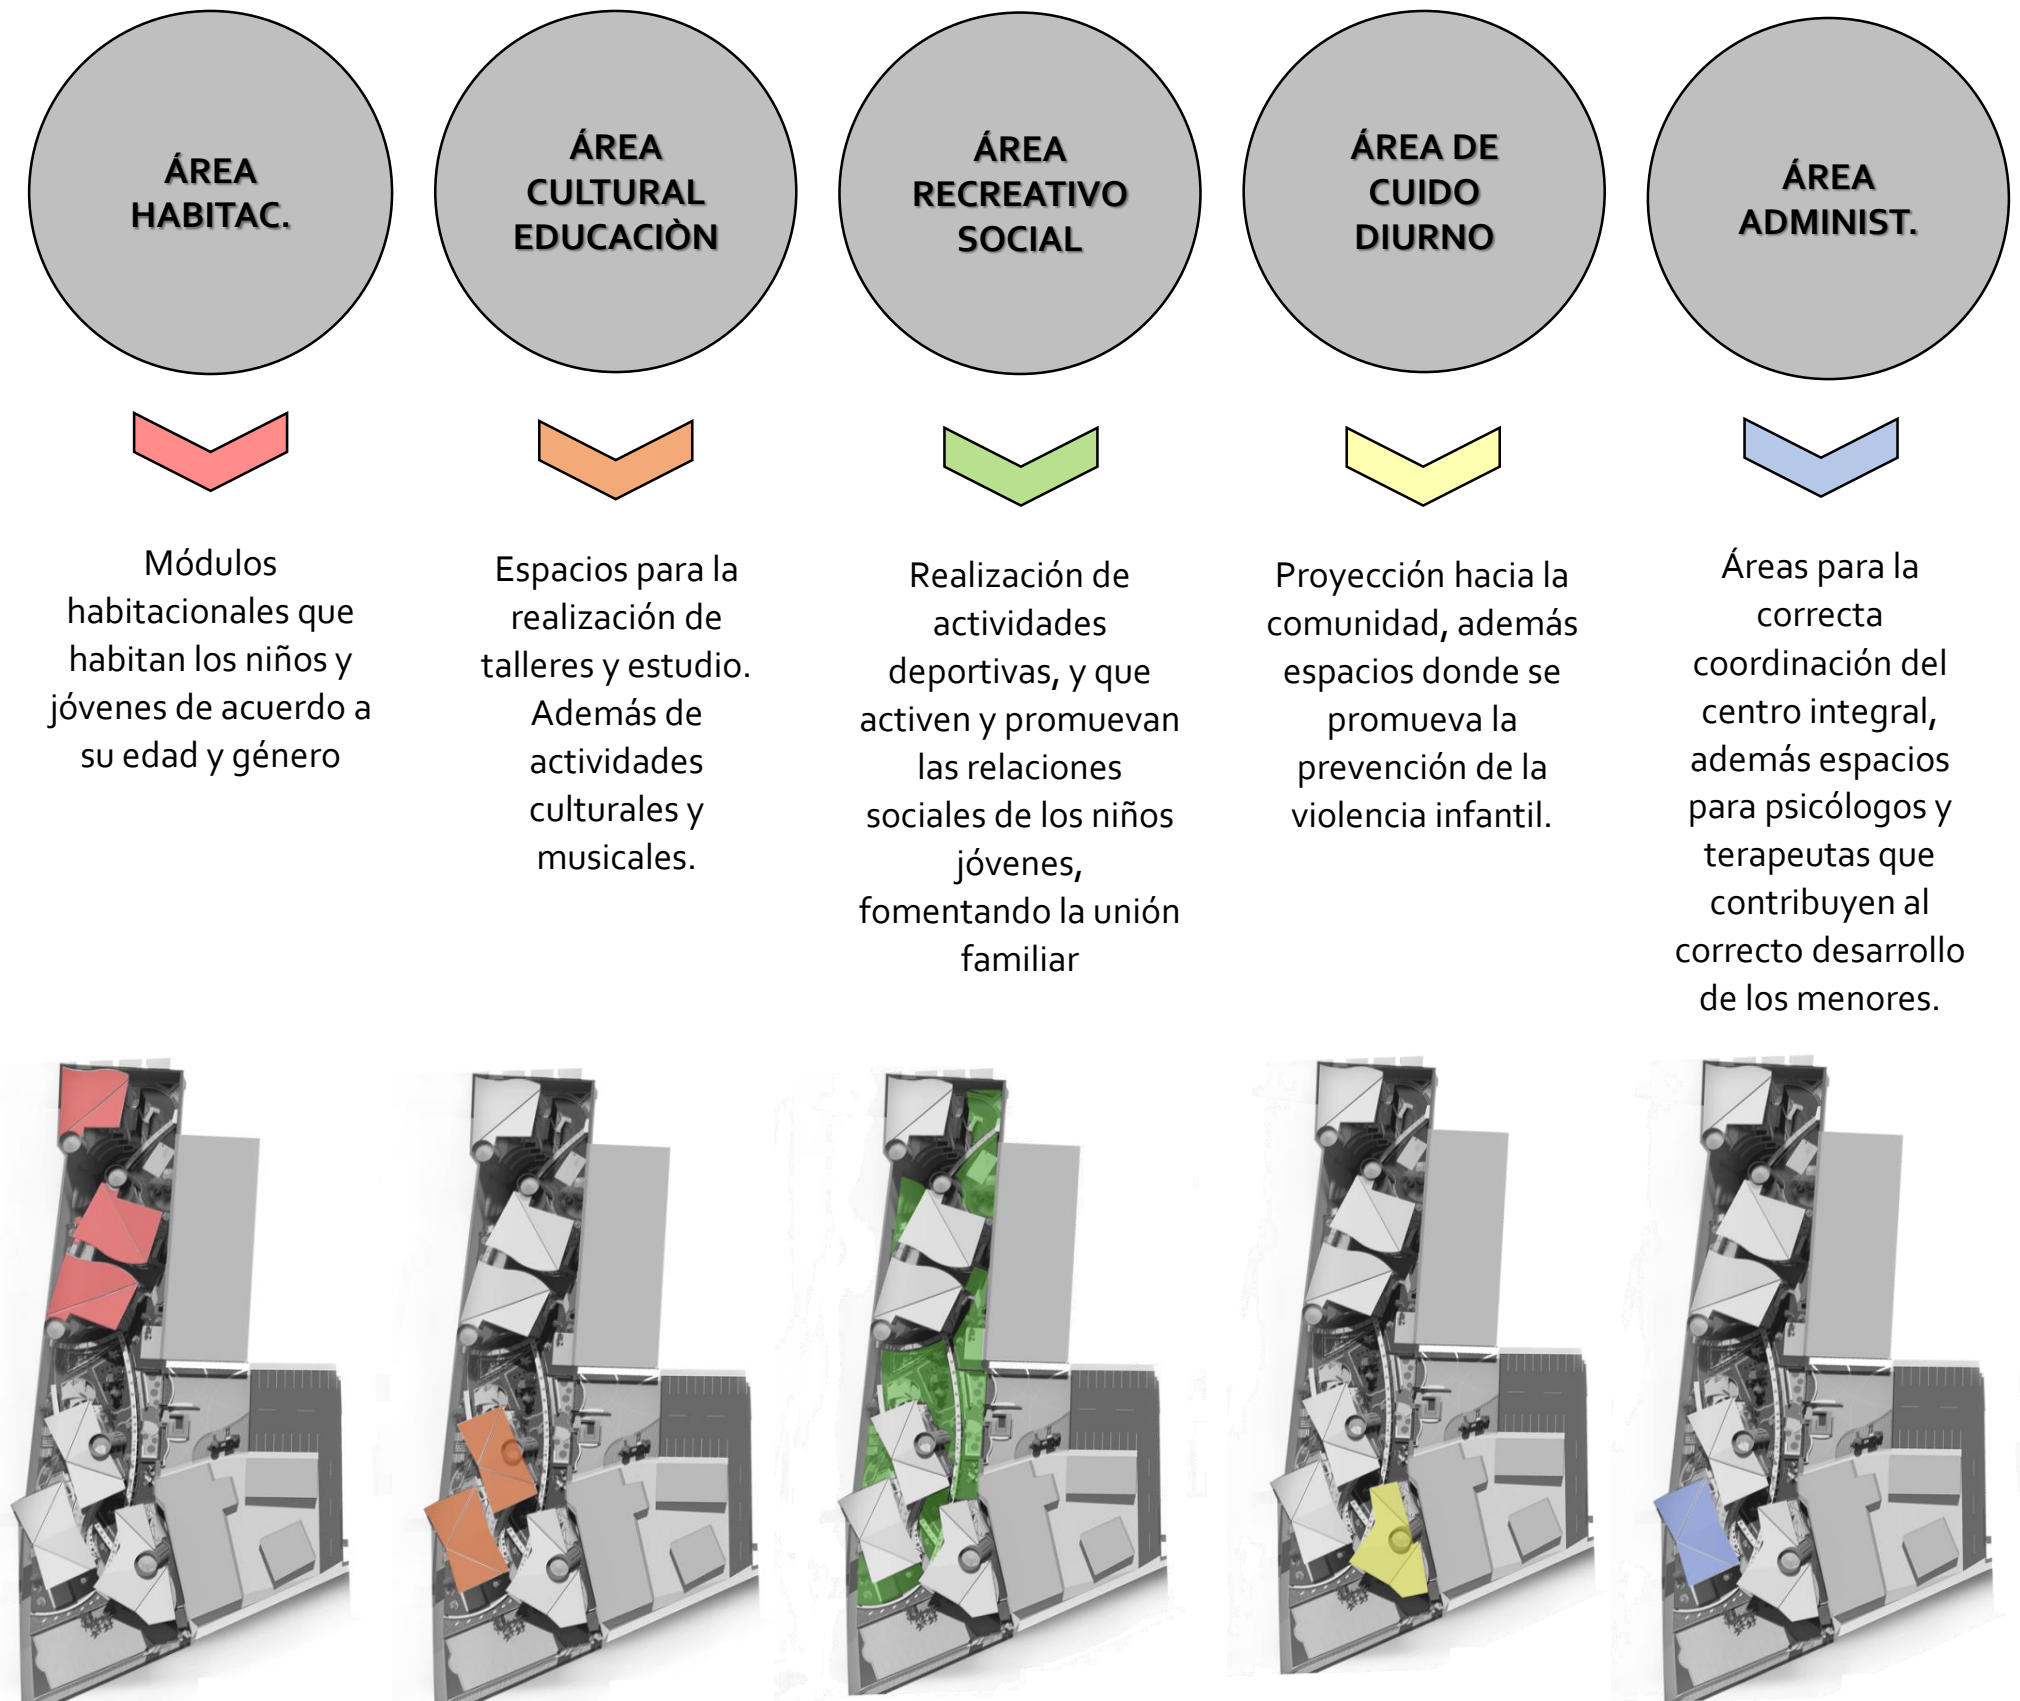 ÁREA
HABITAC.
ÁREA
CULTURAL
EDUCACIÒN
ÁREA
RECREATIVO
SOCIAL
ÁREA DE
CUIDO
DIURNO
ÁREA
ADMINIST.
Módulos
habitacionales que
habitan los niños y
jóvenes de acuerdo a
su edad y género
Espacios para la
realización de
talleres y estudio.
Además de
actividades
culturales y
musicales.
Realización de
actividades
deportivas, y que
activen y promuevan
las relaciones
sociales de los niños
jóvenes,
fomentando la unión
familiar
Proyección hacia la
comunidad, además
espacios donde se
promueva la
prevención de la
violencia infantil.
Áreas para la
correcta
coordinación del
centro integral,
además espacios
para psicólogos y
terapeutas que
contribuyen al
correcto desarrollo
de los menores.